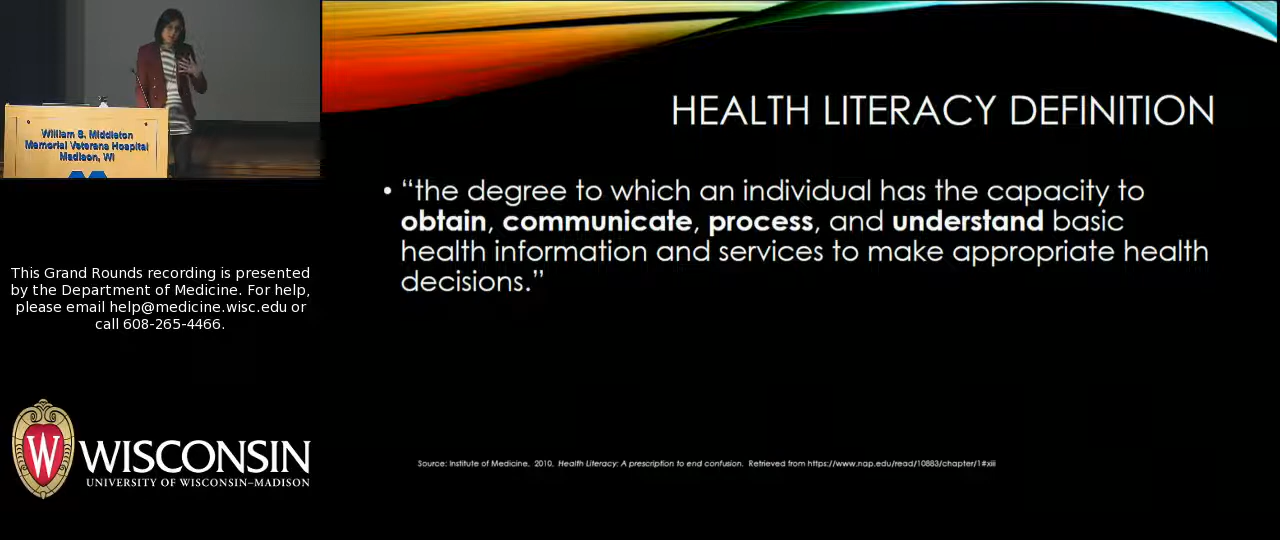 William S. Middleton
Memorial Veterans Hospital
Madison, WI
This Grand Rounds recording is presented
by the Department of Medicine. For help,
please email help@medicine.wisc.edu or
call 608-265-4466.
W
WISCONSIN
UNIVERSITY OF WISCONSIN–MADISON
HEALTH LITERACY DEFINITION
• “the degree to which an individual has the capacity to
obtain, communicate, process, and understand basic
health information and services to make appropriate health
decisions.”
Source: Institute of Medicine. 2010. Health Literacy: A prescription to end confusion. Retrieved from https://www.nap.edu/read/10883/chapter/1#xiii